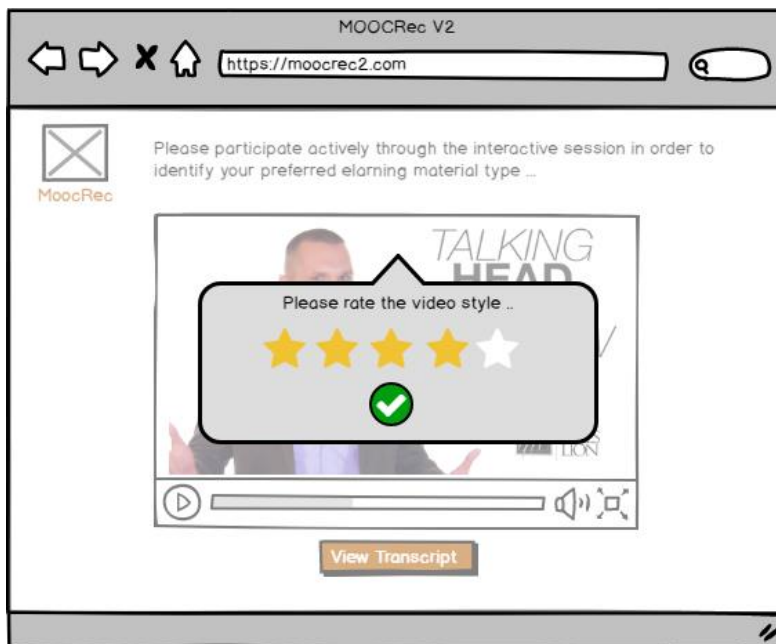 MOOCRec V2
https://moocrec2.com
Please participate actively through the interactive session in order to
identify your preferred elarning material type ...
MoocRec
TALKING
HEAD
Please rate the video style ..
LION
View Transcript